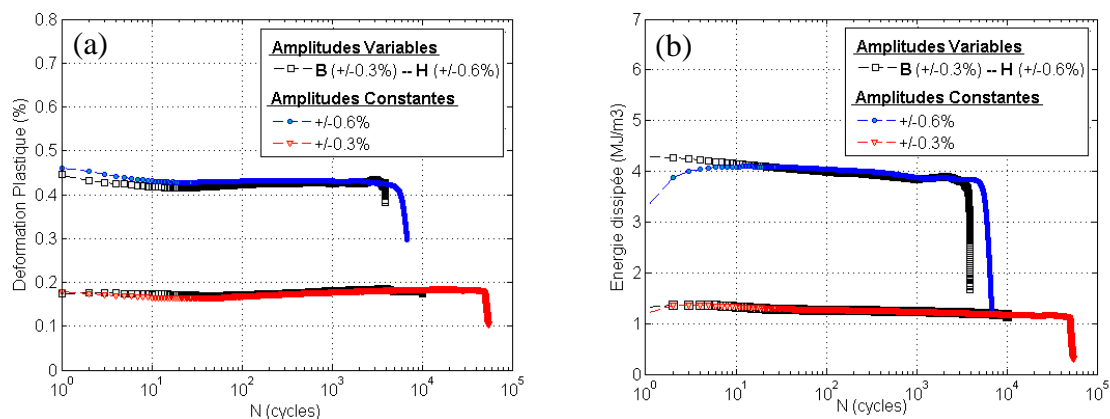 (a)
Amplitudes Variables
B (+/-0.3%) -- H (+/-0.6%)
Amplitudes Constantes
+/-0.6%
+/-0.3%
Deformation Plastique (%)
0.8
0.7
0.6
0.5
0.4
0.3
0.2
0.1
0
10^0
10^1
10^2
10^3
10^4
10^5
N (cycles)
(b)
Amplitudes Variables
B (+/-0.3%) -- H (+/-0.6%)
Amplitudes Constantes
+/-0.6%
+/-0.3%
Energie dissipée (MJ/m3)
7
6
5
4
3
2
1
0
10^0
10^1
10^2
10^3
10^4
10^5
N (cycles)